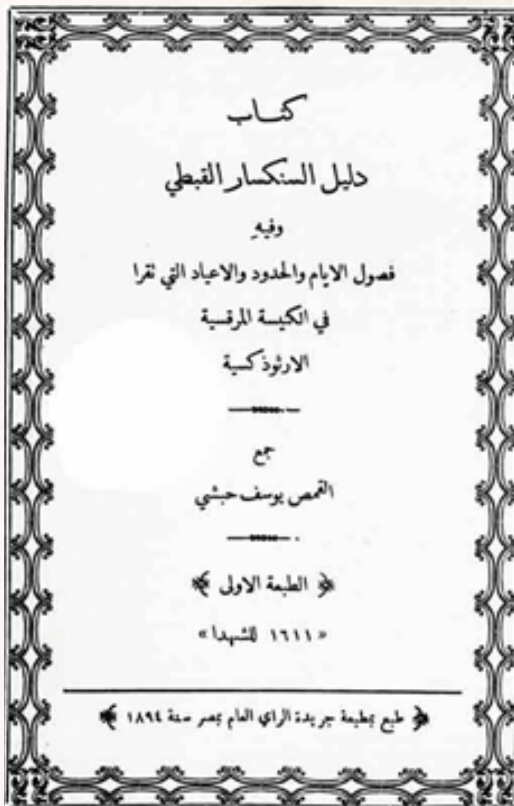 كتاب
دليل السنكسار القبطي
وفيهِ
فصول الايام والحدود والاعياد التي نقرا
في الكنيسة المرقسية
الارثوذكسية
جمع
القمص يوسف حبشي
الطبعة الاولى
«١٦١١ للشهدا»
طبع بمطبعة جريدة الراي العام بمصر سنة ١٨٩٤